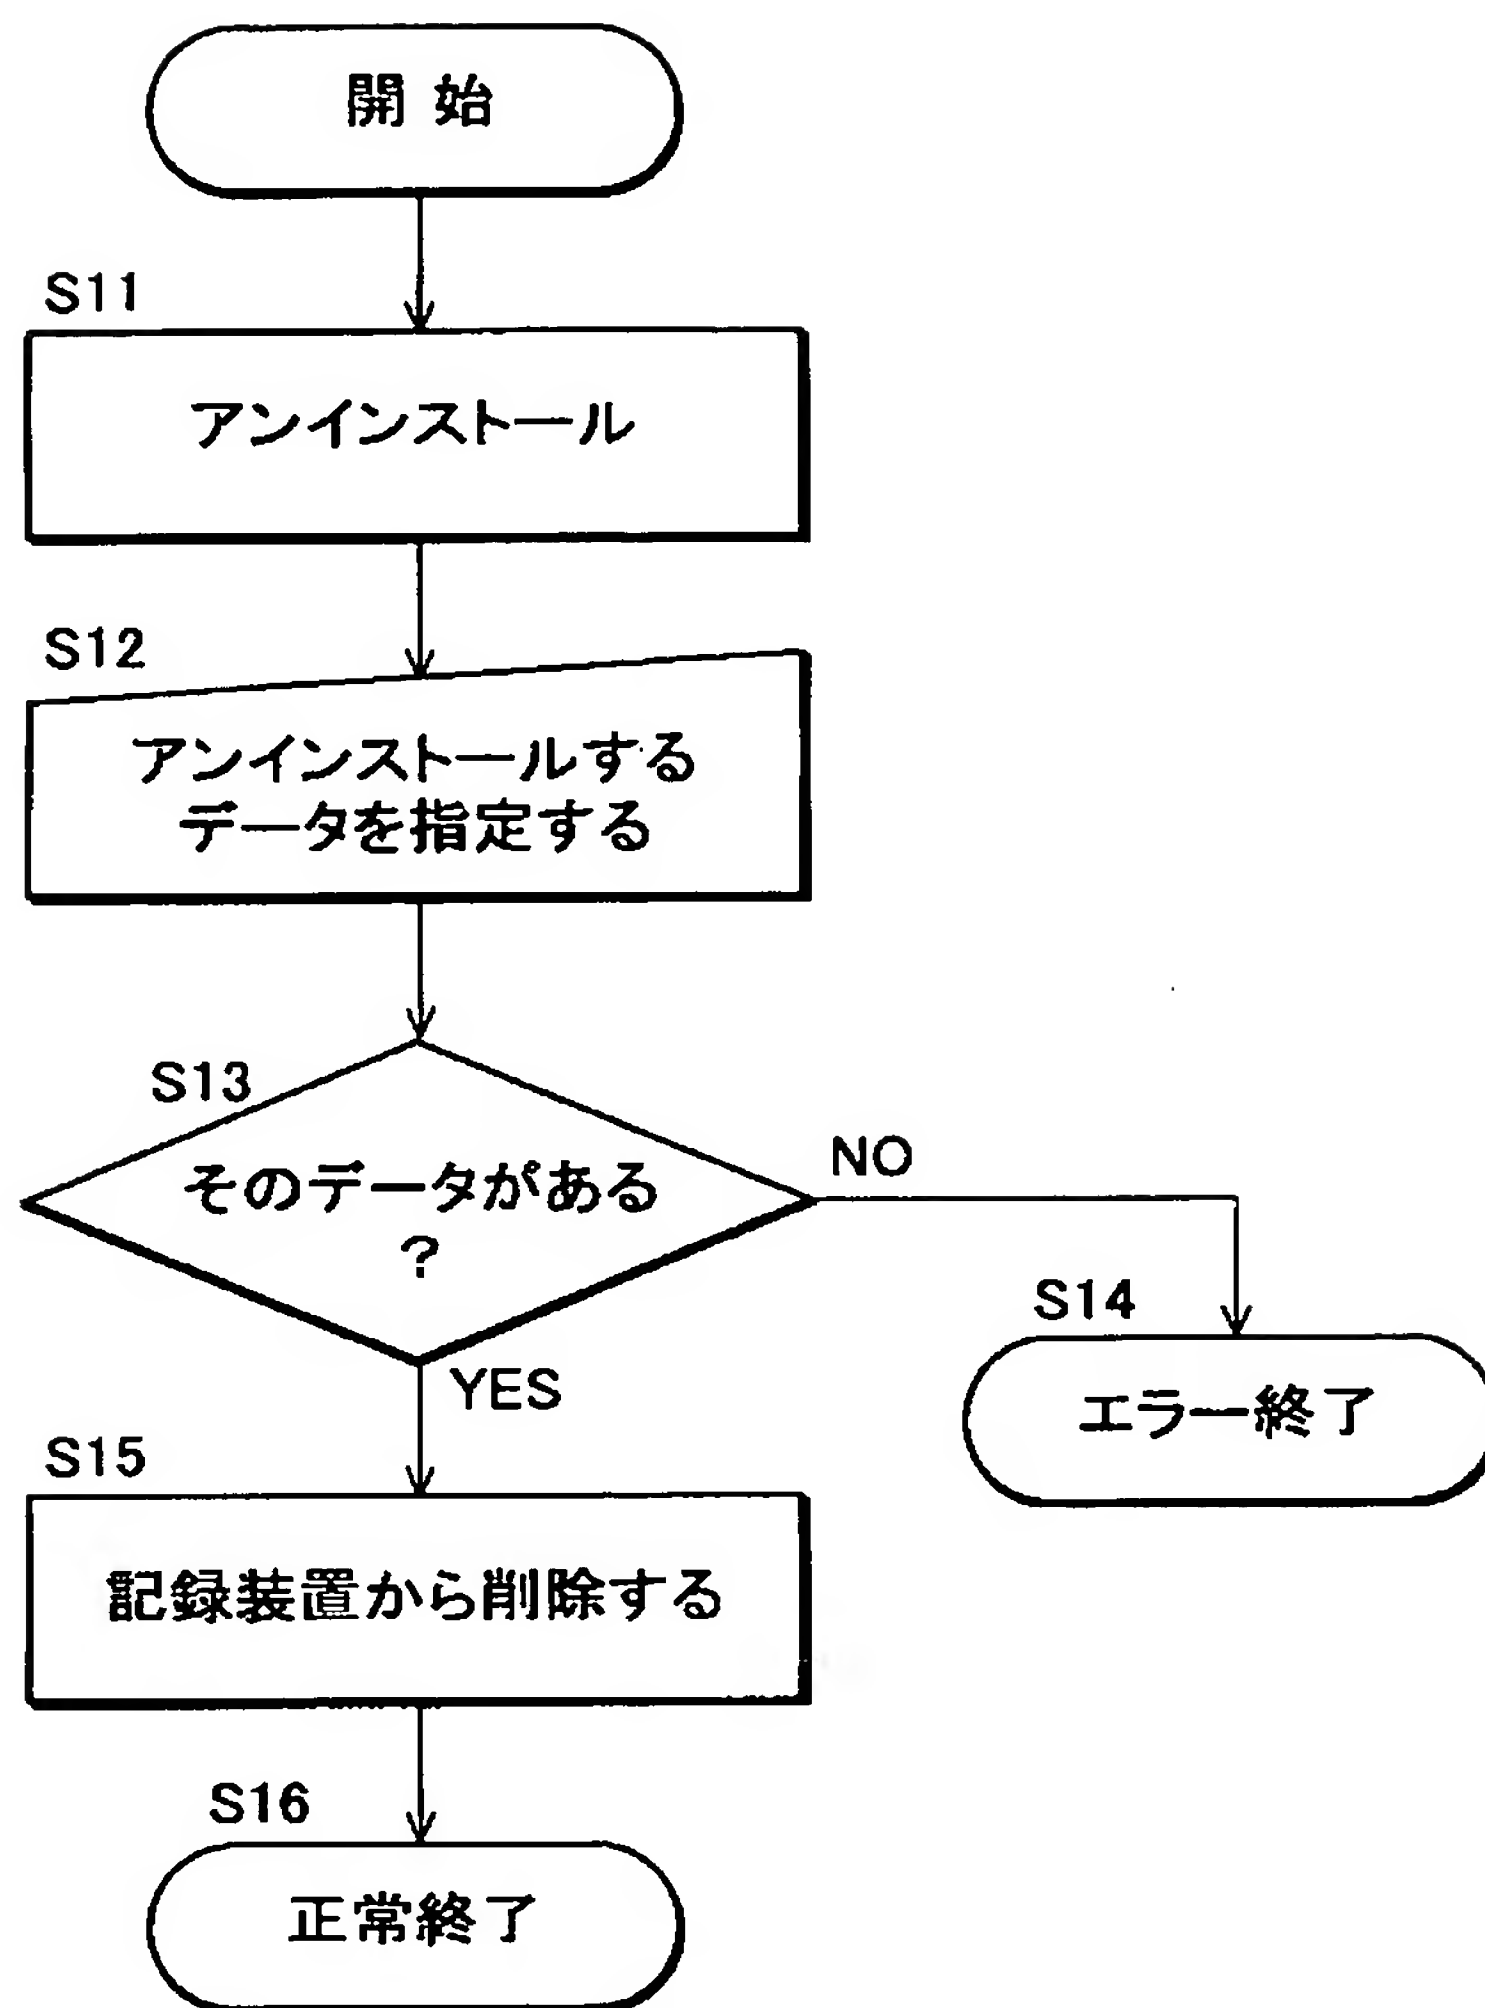 開 始
S11
アンインストール
S12
アンインストールする
データを指定する
S13
そのデータがある
?
NO
S14
エラー終了
YES
S15
記録装置から削除する
S16
正常終了